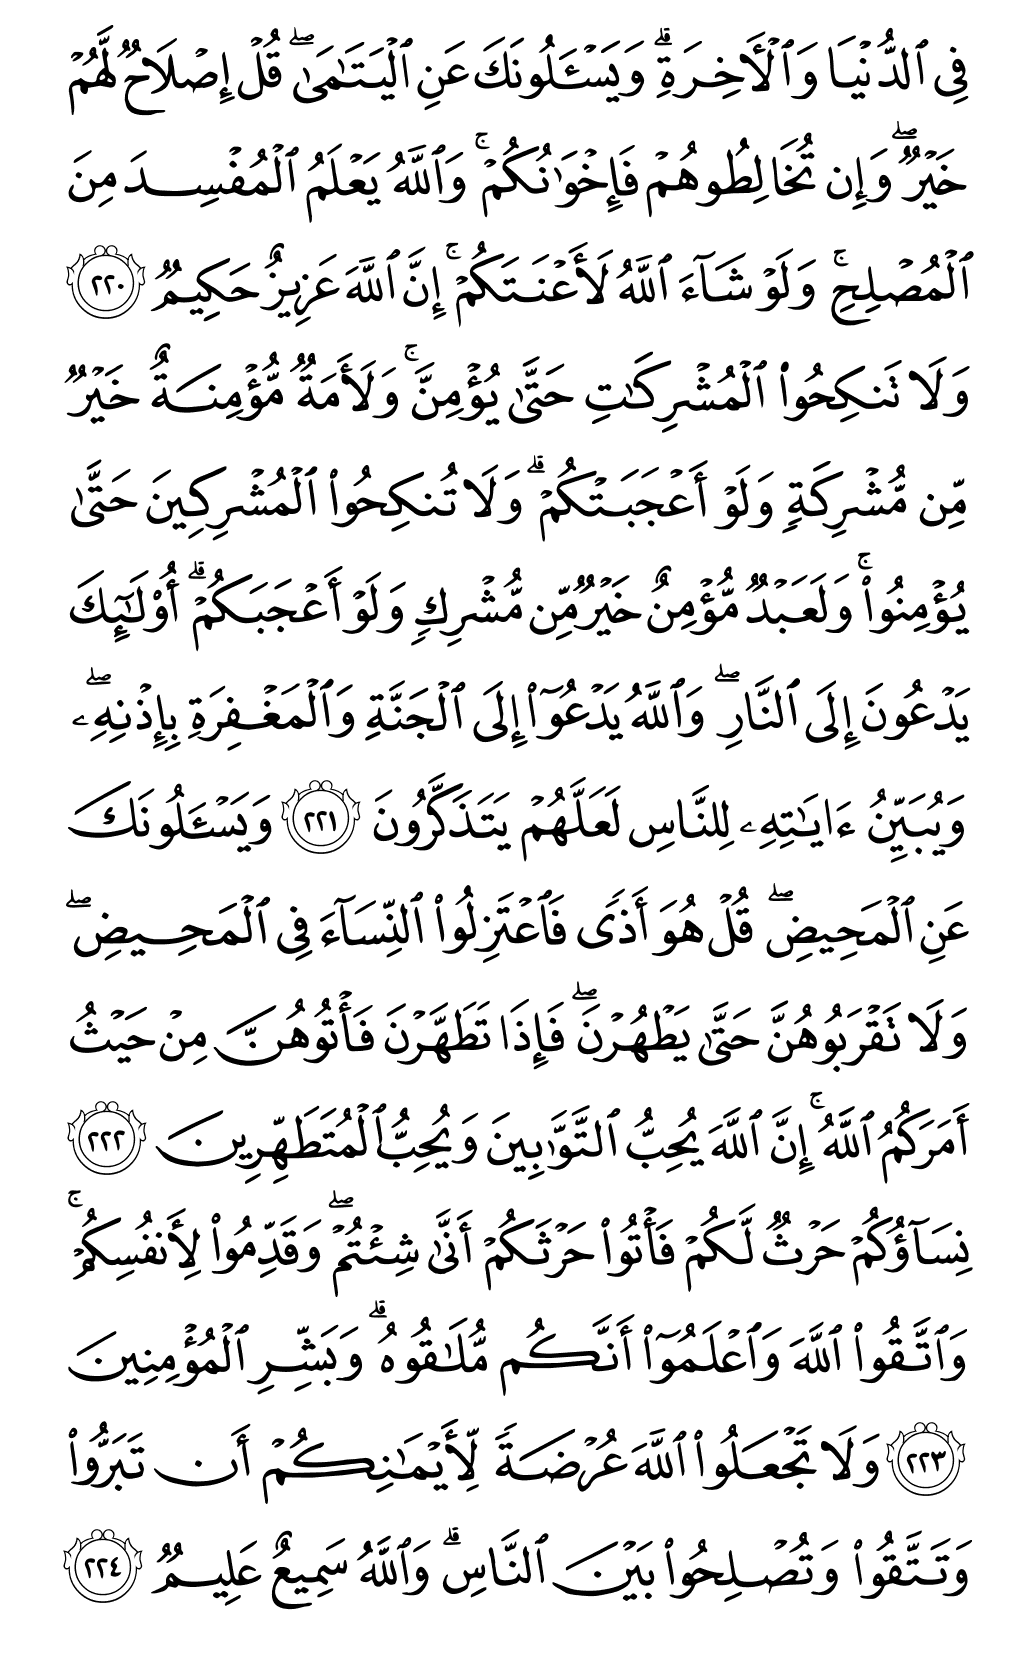 فِي ٱلدُّنۡيَا وَٱلۡأٓخِرَةِۗ وَيَسۡـَٔلُونَكَ عَنِ ٱلۡيَتَٰمَىٰۖ قُلۡ إِصۡلَاحٞ لَّهُمۡ
خَيۡرٞۖ وَإِن تُخَالِطُوهُمۡ فَإِخۡوَٰنُكُمۡۚ وَٱللَّهُ يَعۡلَمُ ٱلۡمُفۡسِدَ مِنَ
ٱلۡمُصۡلِحِۚ وَلَوۡ شَآءَ ٱللَّهُ لَأَعۡنَتَكُمۡۚ إِنَّ ٱللَّهَ عَزِيزٌ حَكِيمٞ ٢٢٠
وَلَا تَنكِحُواْ ٱلۡمُشۡرِكَٰتِ حَتَّىٰ يُؤۡمِنَّۚ وَلَأَمَةٞ مُّؤۡمِنَةٌ خَيۡرٞ
مِّن مُّشۡرِكَةٖ وَلَوۡ أَعۡجَبَتۡكُمۡۗ وَلَا تُنكِحُواْ ٱلۡمُشۡرِكِينَ حَتَّىٰ
يُؤۡمِنُواْۚ وَلَعَبۡدٞ مُّؤۡمِنٌ خَيۡرٞ مِّن مُّشۡرِكٖ وَلَوۡ أَعۡجَبَكُمۡۗ أُوْلَٰٓئِكَ
يَدۡعُونَ إِلَى ٱلنَّارِۖ وَٱللَّهُ يَدۡعُوٓاْ إِلَى ٱلۡجَنَّةِ وَٱلۡمَغۡفِرَةِ بِإِذۡنِهِۦۖ
وَيُبَيِّنُ ءَايَٰتِهِۦ لِلنَّاسِ لَعَلَّهُمۡ يَتَذَكَّرُونَ ٢٢١ وَيَسۡـَٔلُونَكَ
عَنِ ٱلۡمَحِيضِۖ قُلۡ هُوَ أَذٗى فَٱعۡتَزِلُواْ ٱلنِّسَآءَ فِي ٱلۡمَحِيضِۖ
وَلَا تَقۡرَبُوهُنَّ حَتَّىٰ يَطۡهُرۡنَۖ فَإِذَا تَطَهَّرۡنَ فَأۡتُوهُنَّ مِنۡ حَيۡثُ
أَمَرَكُمُ ٱللَّهُۚ إِنَّ ٱللَّهَ يُحِبُّ ٱلتَّوَّٰبِينَ وَيُحِبُّ ٱلۡمُتَطَهِّرِينَ ٢٢٢
نِسَآؤُكُمۡ حَرۡثٞ لَّكُمۡ فَأۡتُواْ حَرۡثَكُمۡ أَنَّىٰ شِئۡتُمۡۖ وَقَدِّمُواْ لِأَنفُسِكُمۡۚ
وَٱتَّقُواْ ٱللَّهَ وَٱعۡلَمُوٓاْ أَنَّكُم مُّلَٰقُوهُۗ وَبَشِّرِ ٱلۡمُؤۡمِنِينَ
٢٢٣ وَلَا تَجۡعَلُواْ ٱللَّهَ عُرۡضَةٗ لِّأَيۡمَٰنِكُمۡ أَن تَبَرُّواْ
وَتَتَّقُواْ وَتُصۡلِحُواْ بَيۡنَ ٱلنَّاسِۗ وَٱللَّهُ سَمِيعٌ عَلِيمٞ ٢٢٤